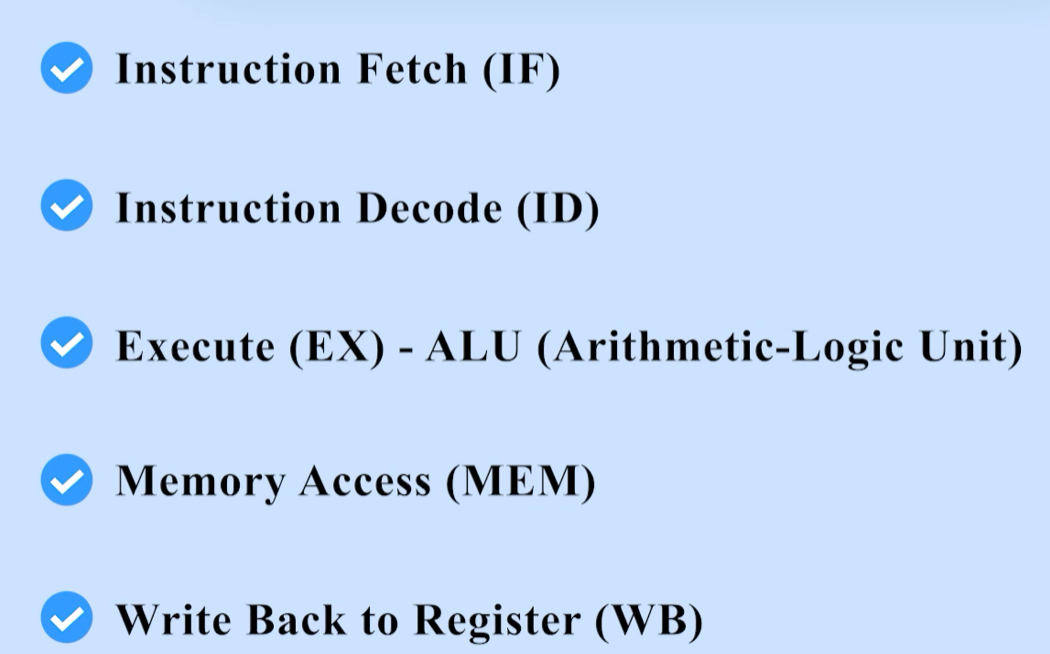 Instruction Fetch (IF)
Instruction Decode (ID)
Execute (EX) - ALU (Arithmetic-Logic Unit)
Memory Access (MEM)
Write Back to Register (WB)